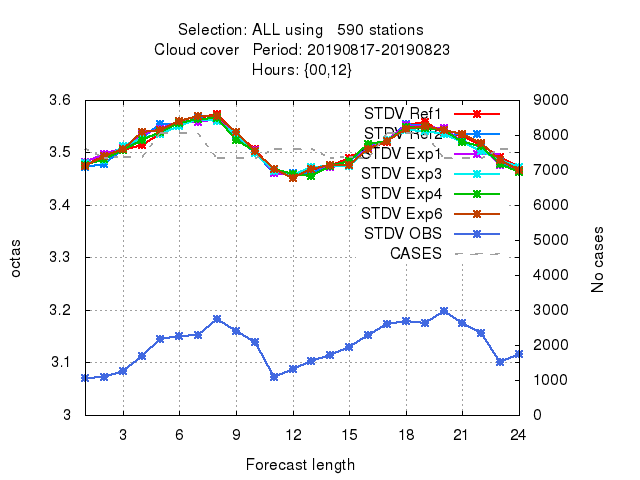 Selection: ALL using   590 stations
Cloud cover   Period: 20190817-20190823
Hours: {00,12}
3.6
3.5
3.4
3.3
3.2
3.1
3
9000
8000
7000
6000
5000
4000
3000
2000
1000
0
STDV Ref1
STDV Ref2
STDV Exp1
STDV Exp3
STDV Exp4
STDV Exp6
STDV OBS
CASES
octas
No cases
3 6 9 12 15 18 21 24
Forecast length